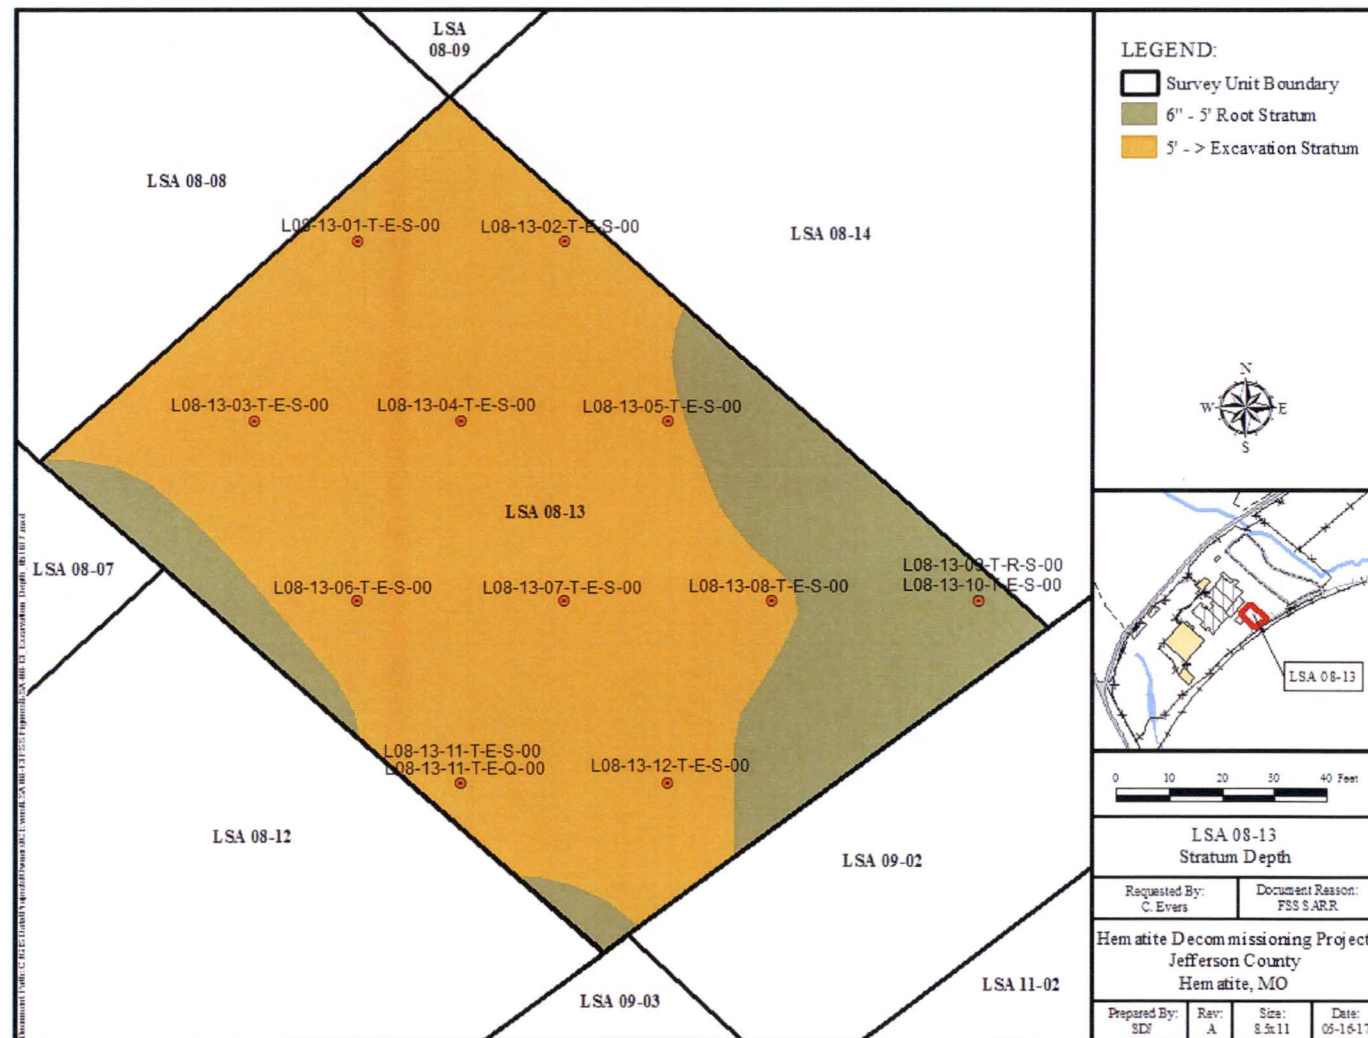 LSA
08-09
LSA 08-08
L08-13-01-T-E-S-00
L08-13-02-T-E-S-00
LSA 08-14
L08-13-03-T-E-S-00
L08-13-04-T-E-S-00
L08-13-05-T-E-S-00
LSA 08-13
LSA 08-07
L08-13-06-T-E-S-00
L08-13-07-T-E-S-00
L08-13-08-T-E-S-00
L08-13-09-T-R-S-00
L08-13-10-T-E-S-00
L08-13-11-T-E-S-00
L08-13-11-T-E-Q-00
L08-13-12-T-E-S-00
LSA 08-12
LSA 09-02
LSA 09-03
LSA 11-02
LEGEND:
Survey Unit Boundary
6" - 5' Root Stratum
5' - > Excavation Stratum
N
W
E
S
LSA 08-13
0 10 20 30 40 Feet
LSA 08-13
Stratum Depth
Requested By:
C. Evers
Document Reason:
FSS SARR
Hematite Decommissioning Project
Jefferson County
Hematite, MO
Prepared By:
SDJ
Rev:
A
Size:
8.5x11
Date:
05-16-17